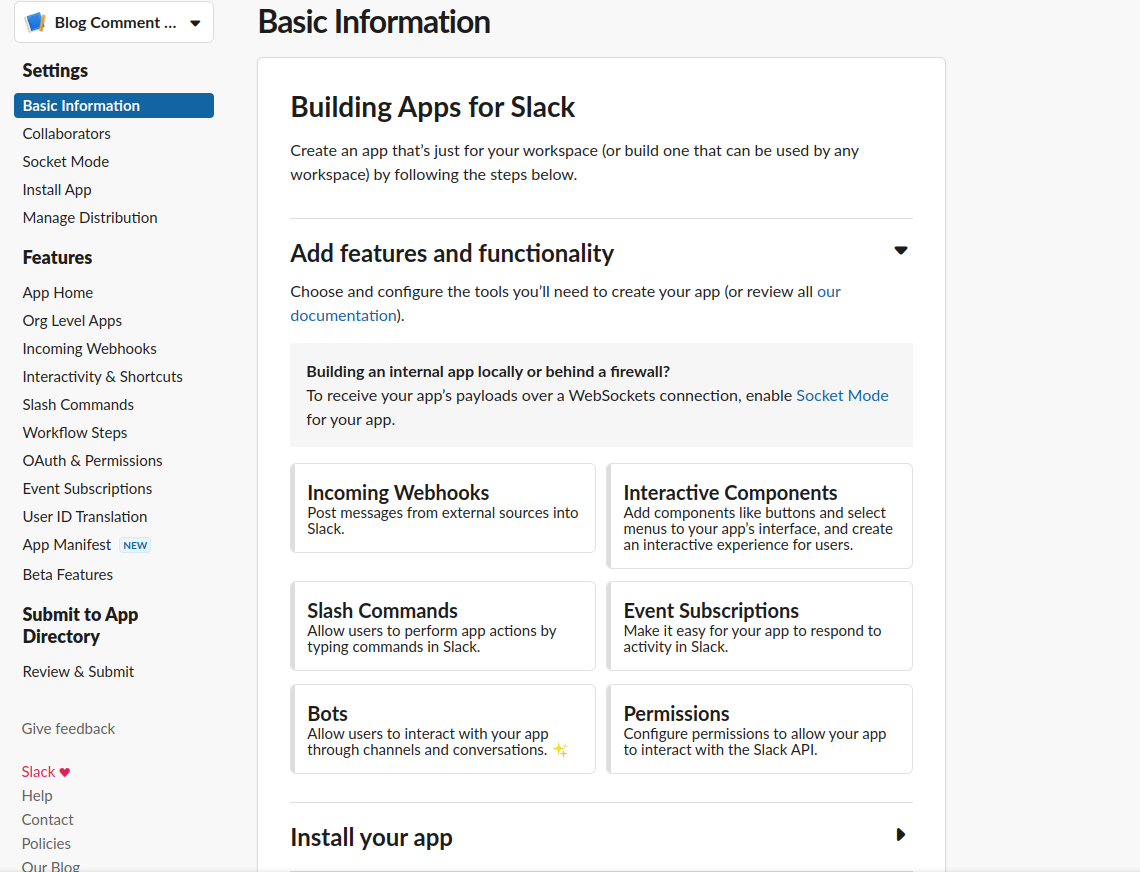 Blog Comment ...
Settings
Basic Information
Collaborators
Socket Mode
Install App
Manage Distribution
Features
App Home
Org Level Apps
Incoming Webhooks
Interactivity & Shortcuts
Slash Commands
Workflow Steps
OAuth & Permissions
Event Subscriptions
User ID Translation
App Manifest NEW
Beta Features
Submit to App
Directory
Review & Submit
Give feedback
Slack ♥
Help
Contact
Policies
Our Blog
Basic Information
Building Apps for Slack
Create an app that’s just for your workspace (or build one that can be used by any
workspace) by following the steps below.
Add features and functionality
Choose and configure the tools you’ll need to create your app (or review all our
documentation).
Building an internal app locally or behind a firewall?
To receive your app’s payloads over a WebSockets connection, enable Socket Mode
for your app.
Incoming Webhooks
Post messages from external sources into
Slack.
Interactive Components
Add components like buttons and select
menus to your app’s interface, and create
an interactive experience for users.
Slash Commands
Allow users to perform app actions by
typing commands in Slack.
Event Subscriptions
Make it easy for your app to respond to
activity in Slack.
Bots
Allow users to interact with your app
through channels and conversations. ✨
Permissions
Configure permissions to allow your app
to interact with the Slack API.
Install your app